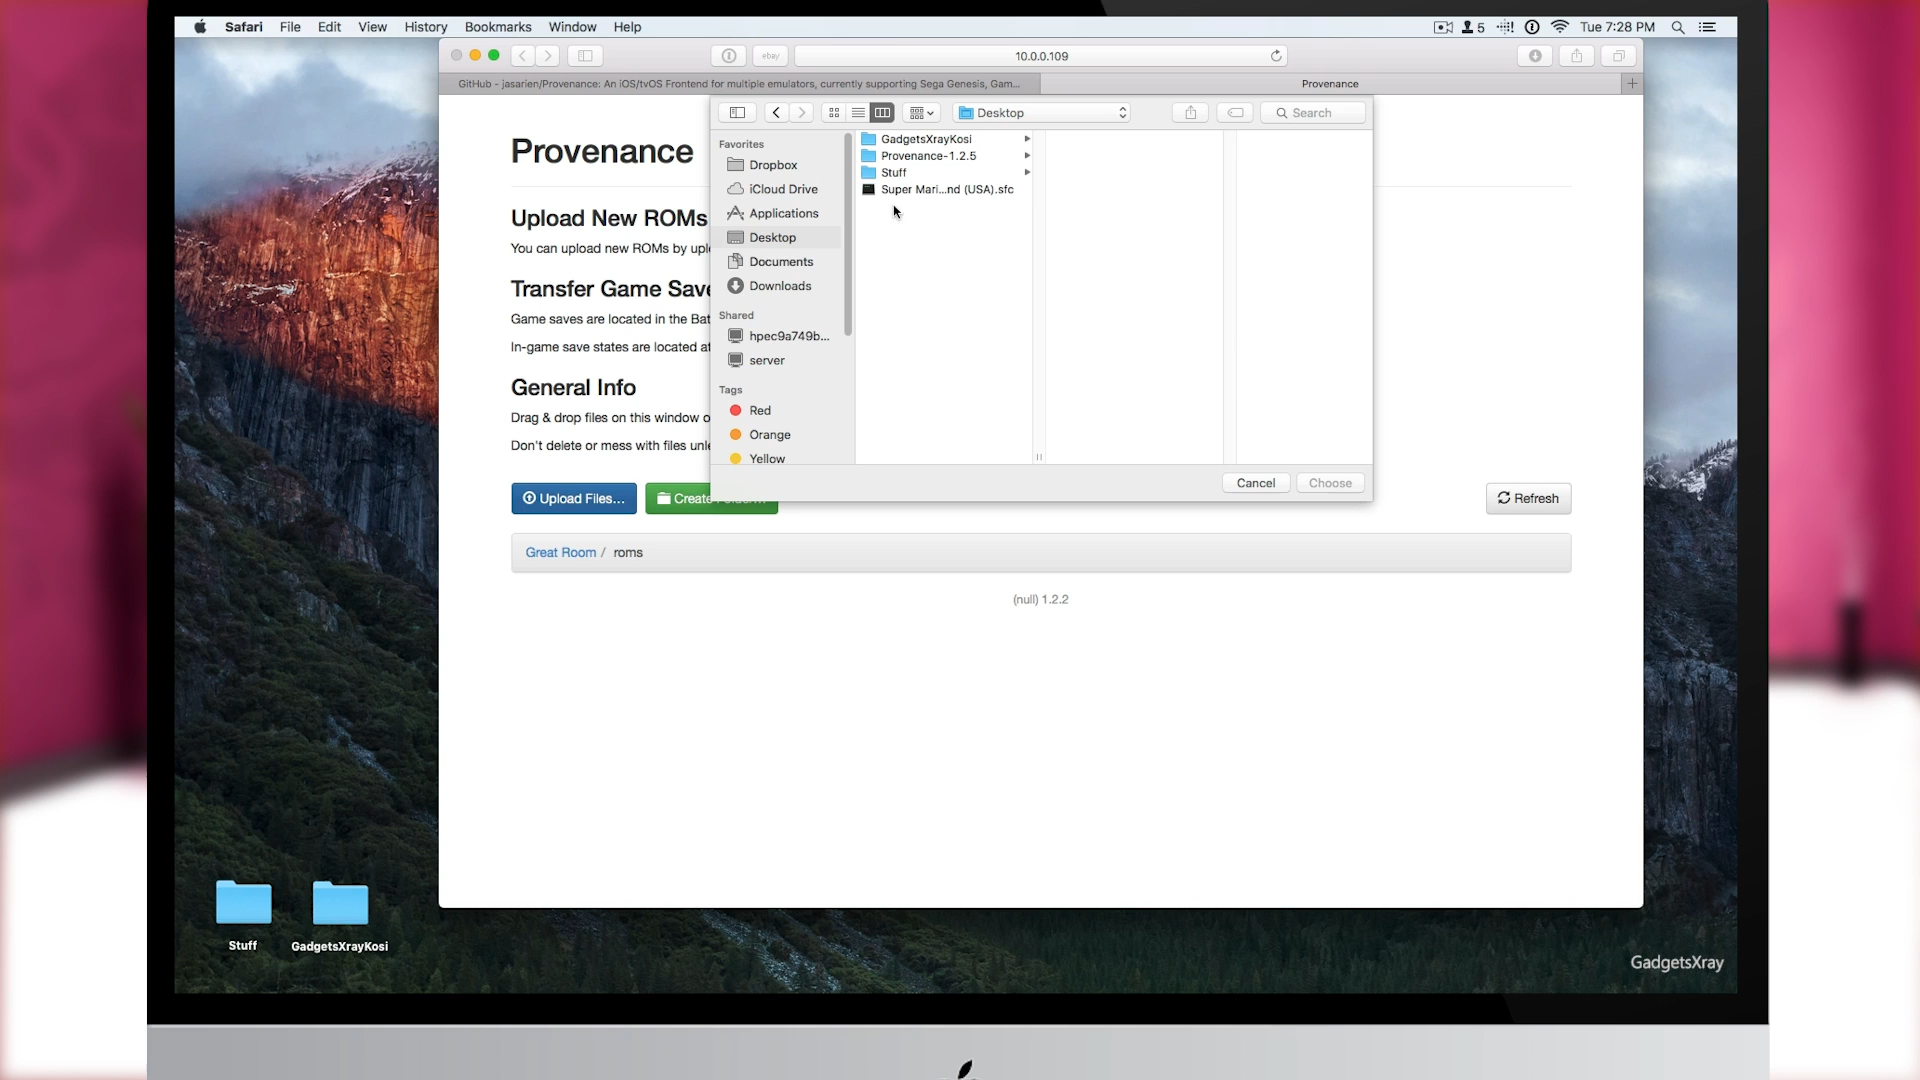 Safari File Edit View History Bookmarks Window Help
5 Tue 7:28 PM
ebay 10.0.0.109
GitHub - jasarien/Provenance: An iOS/tvOS Frontend for multiple emulators, currently supporting Sega Genesis, Gam... Provenance
Desktop Search
Favorites
Dropbox
iCloud Drive
Applications
Desktop
Documents
Downloads
Shared
hpec9a749b...
server
Tags
Red
Orange
Yellow
GadgetsXrayKosi
Provenance-1.2.5
Stuff
Super Mari...nd (USA).sfc
Cancel Choose
Provenance
Upload New ROMs
You can upload new ROMs by
Transfer Game
Game saves are located in the
In-game save states are located
General Info
Drag & drop files on this window
Don't delete or mess with files
Upload Files... Create Refresh
Great Room / roms
(null) 1.2.2
Stuff GadgetsXrayKosi
GadgetsXray